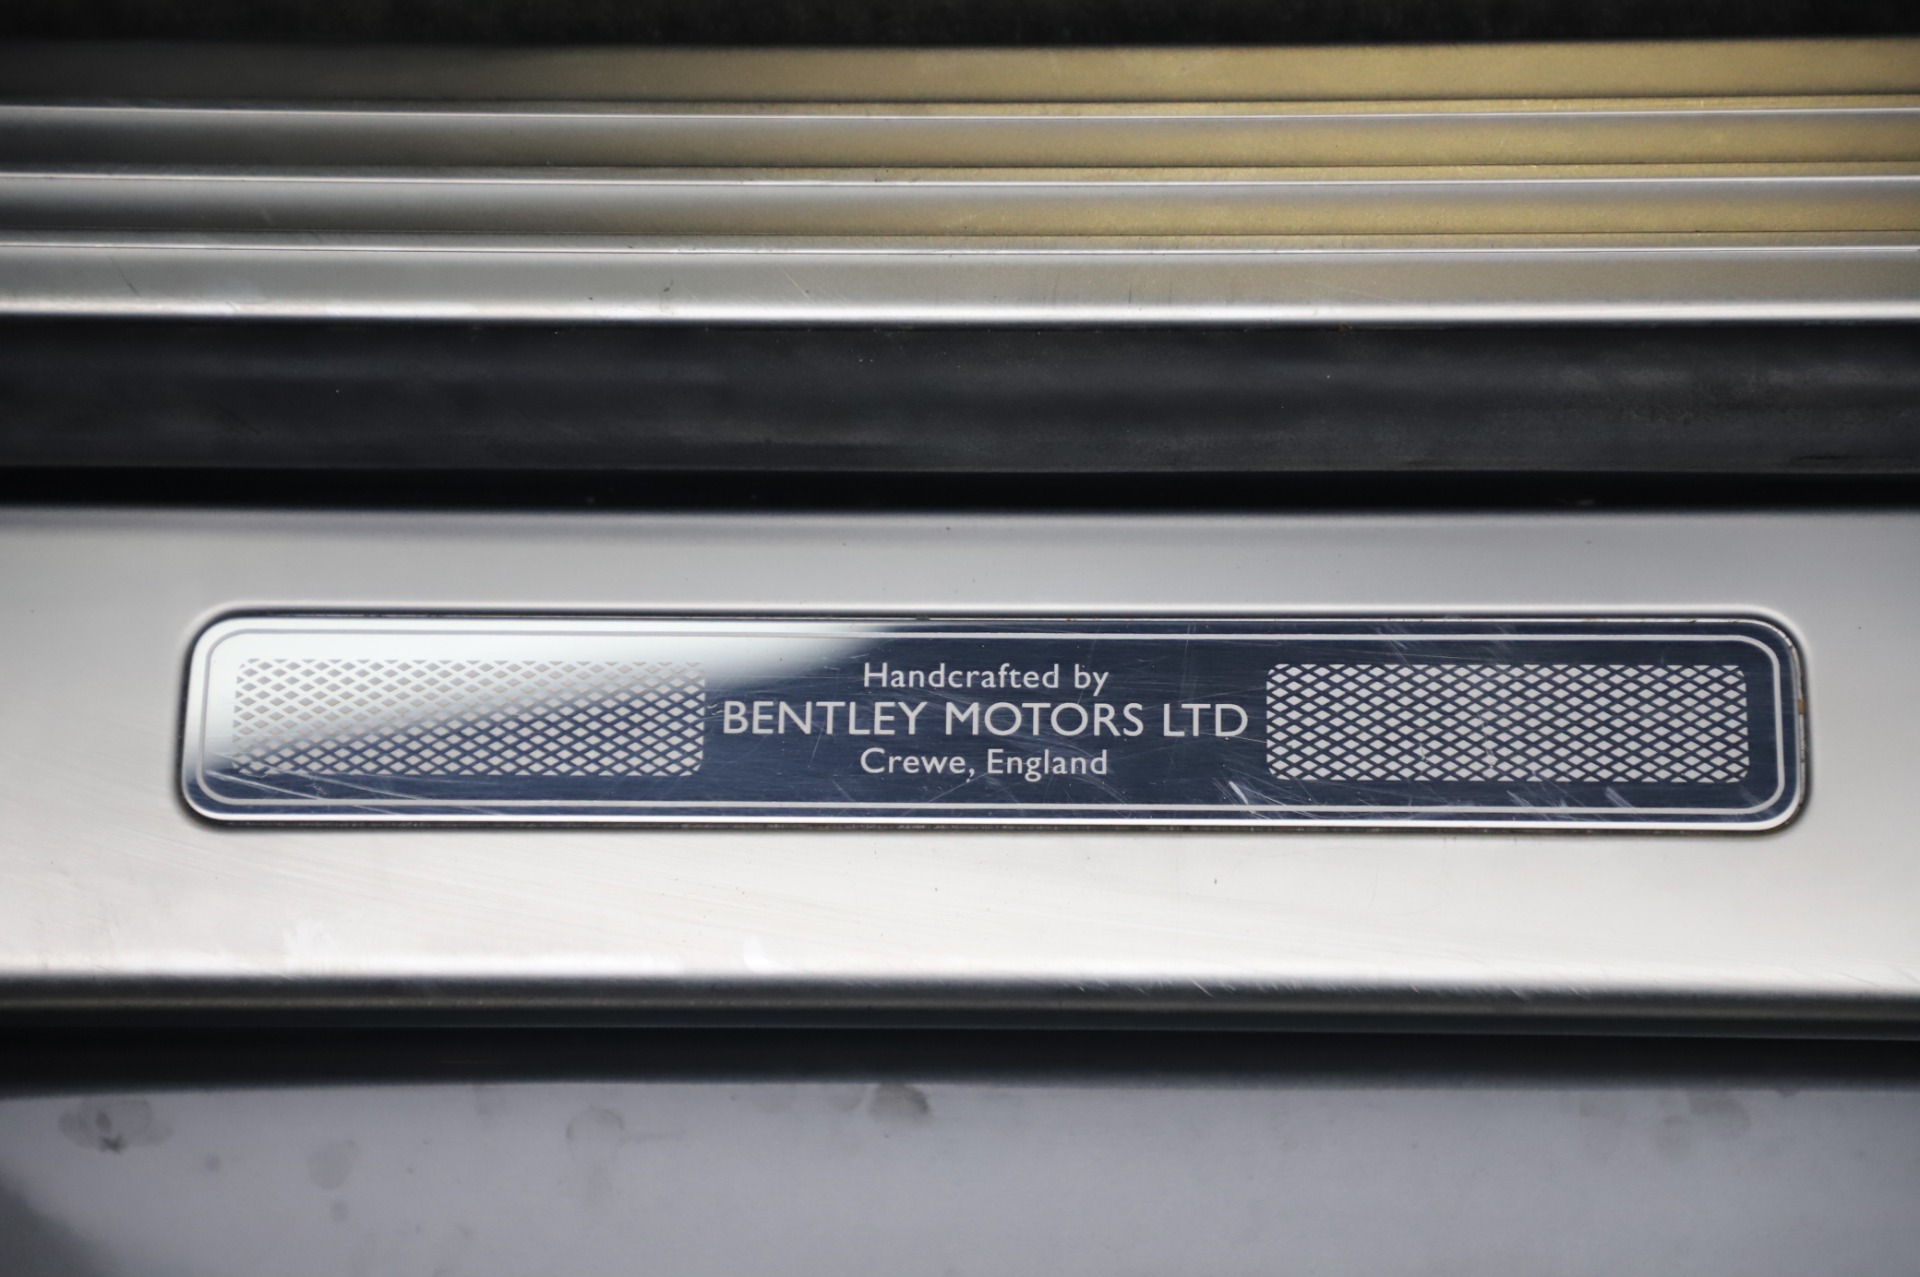 Handcrafted by
BENTLEY MOTORS LTD
Crewe, England